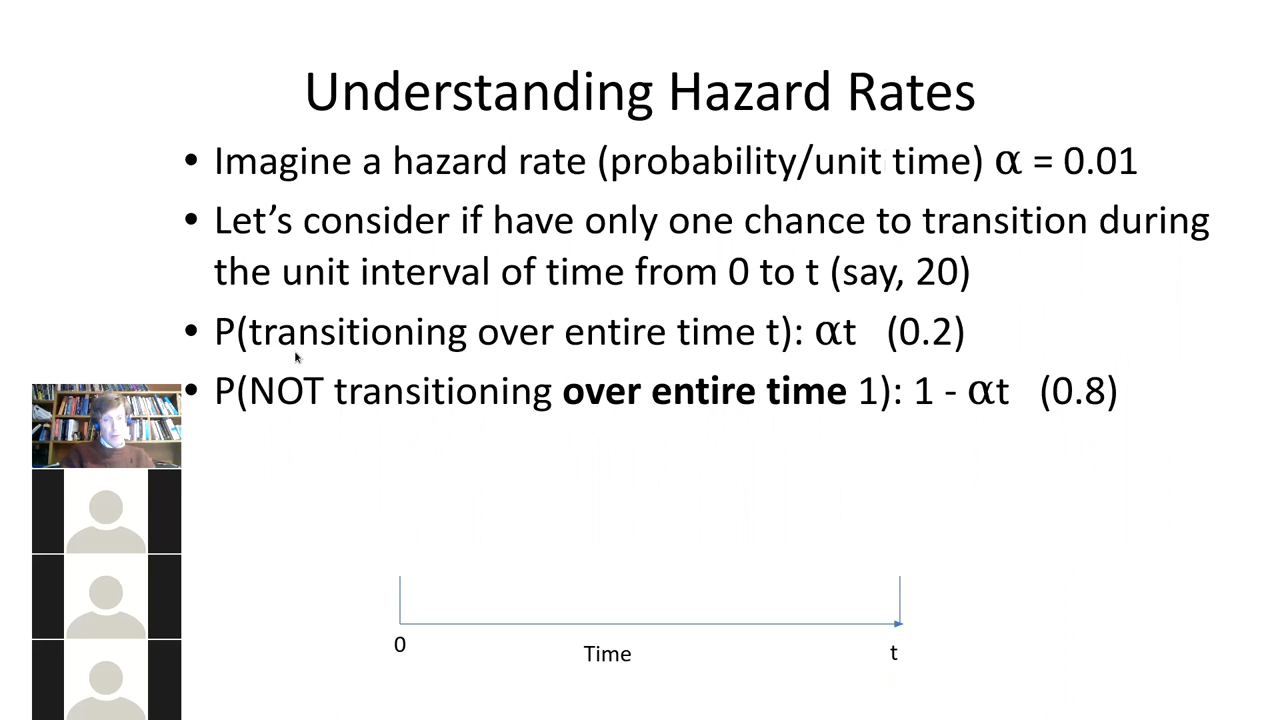 Understanding Hazard Rates
• Imagine a hazard rate (probability/unit time) α = 0.01
• Let’s consider if have only one chance to transition during
the unit interval of time from 0 to t (say, 20)
• P(transitioning over entire time t): αt (0.2)
• P(NOT transitioning over entire time 1): 1 - αt (0.8)
0
Time
t